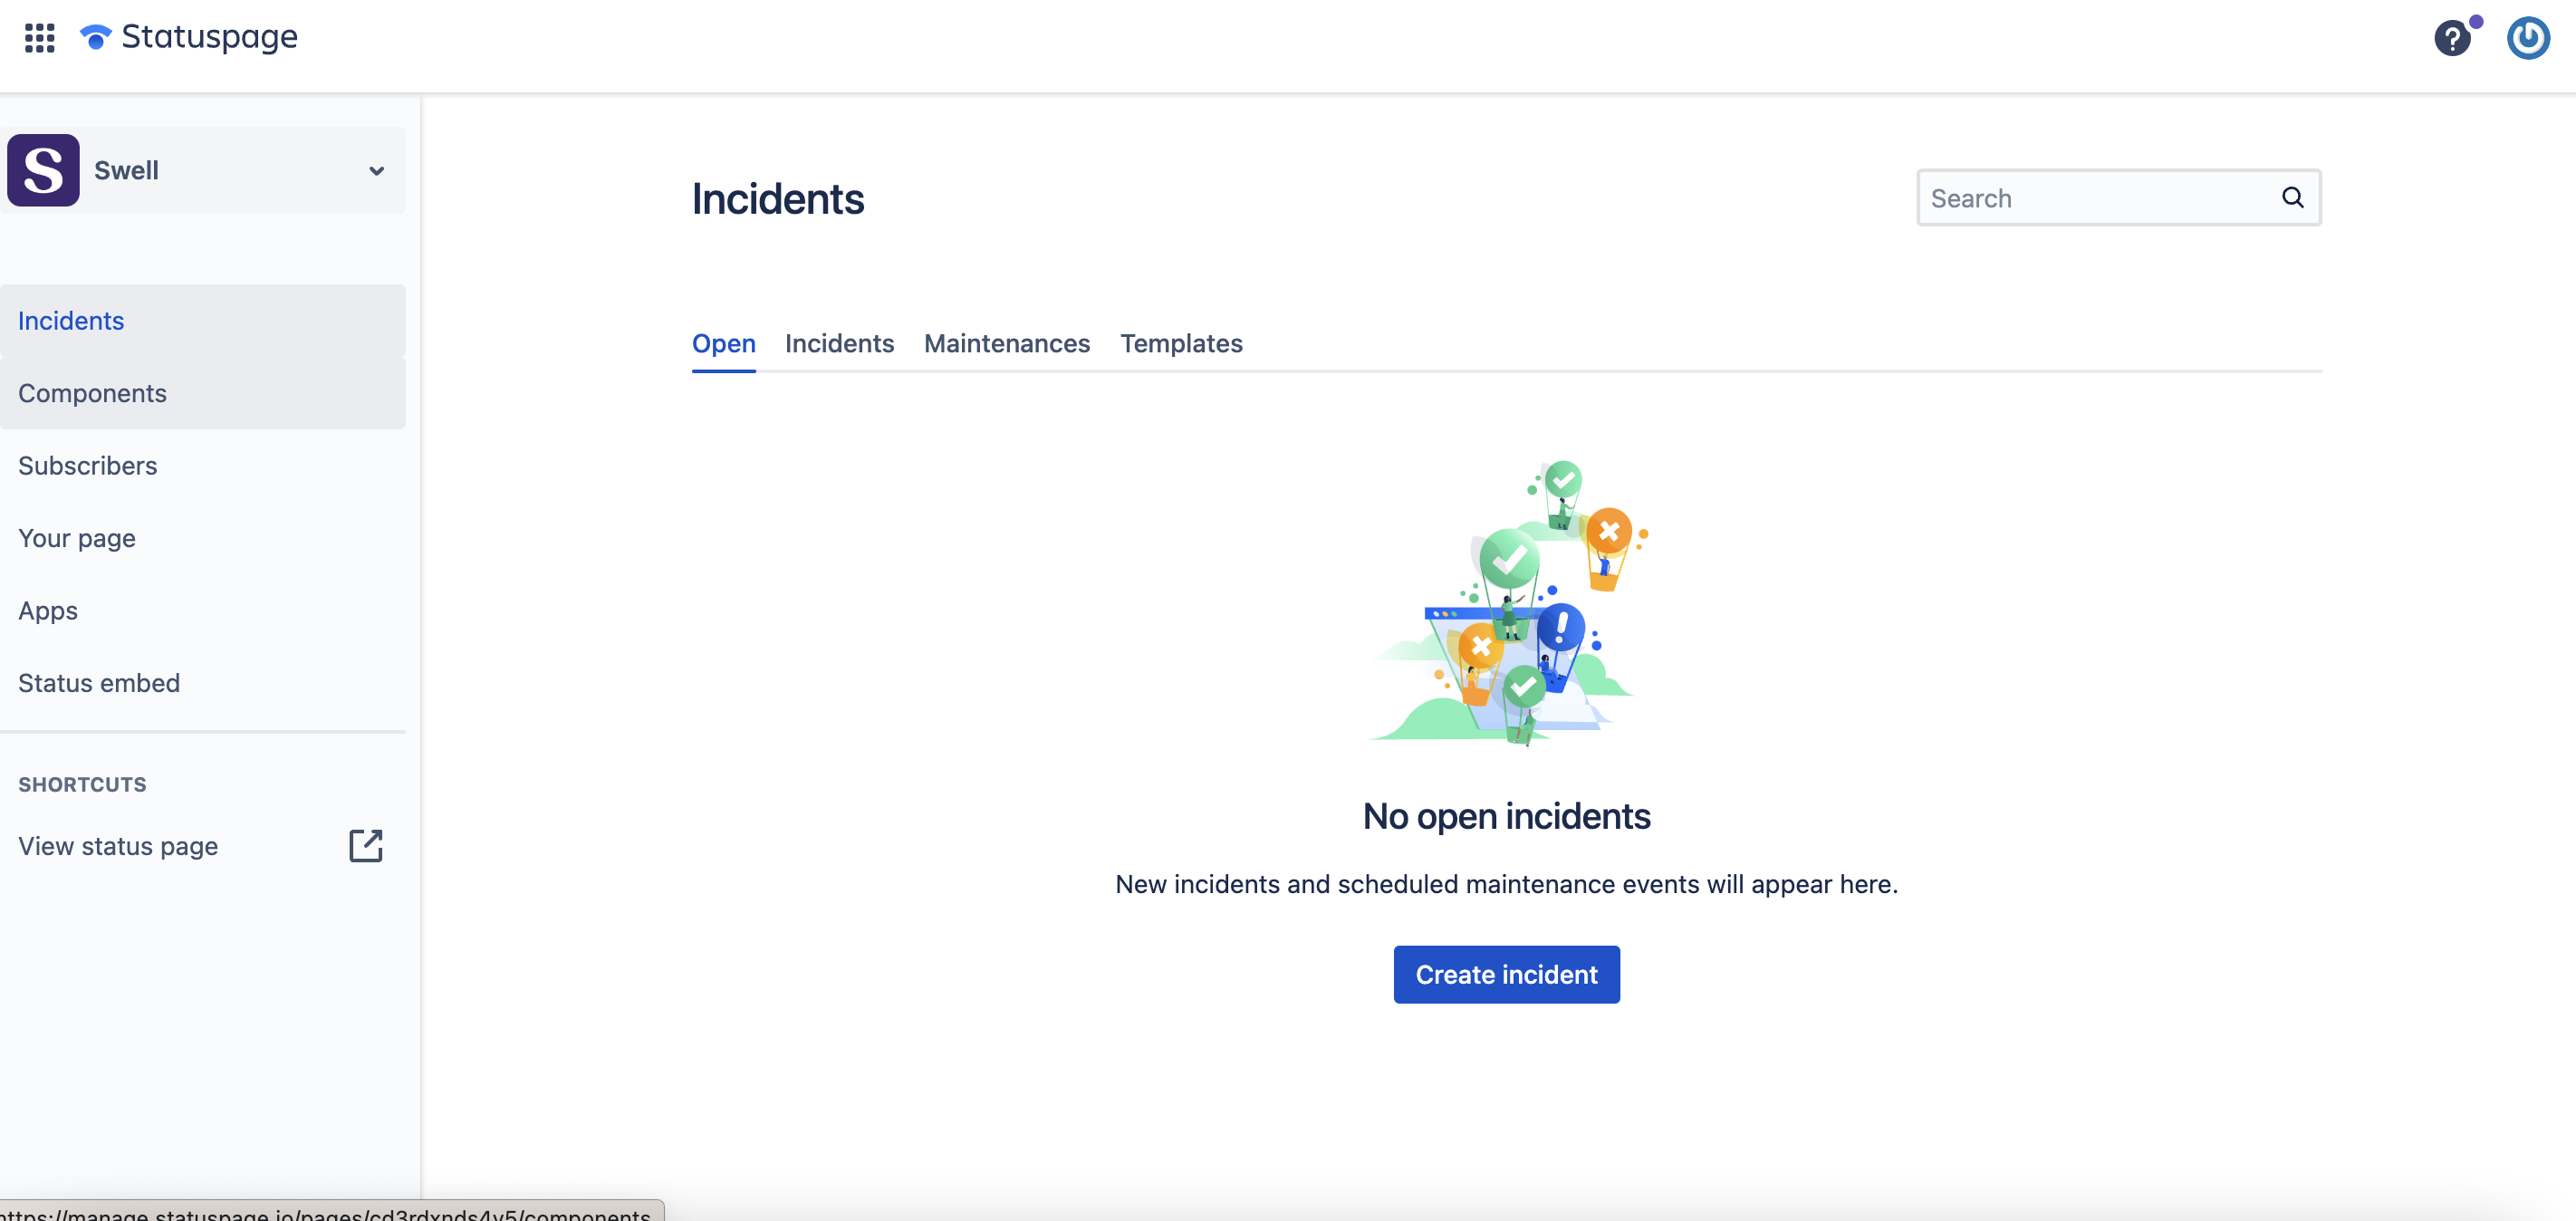 Statuspage
Swell
Incidents
Components
Subscribers
Your page
Apps
Status embed
SHORTCUTS
View status page
Incidents
Search
Open Incidents Maintenances Templates
No open incidents
New incidents and scheduled maintenance events will appear here.
Create incident
https://manage.statuspage.io/pages/cd3rdxnds4v5/components